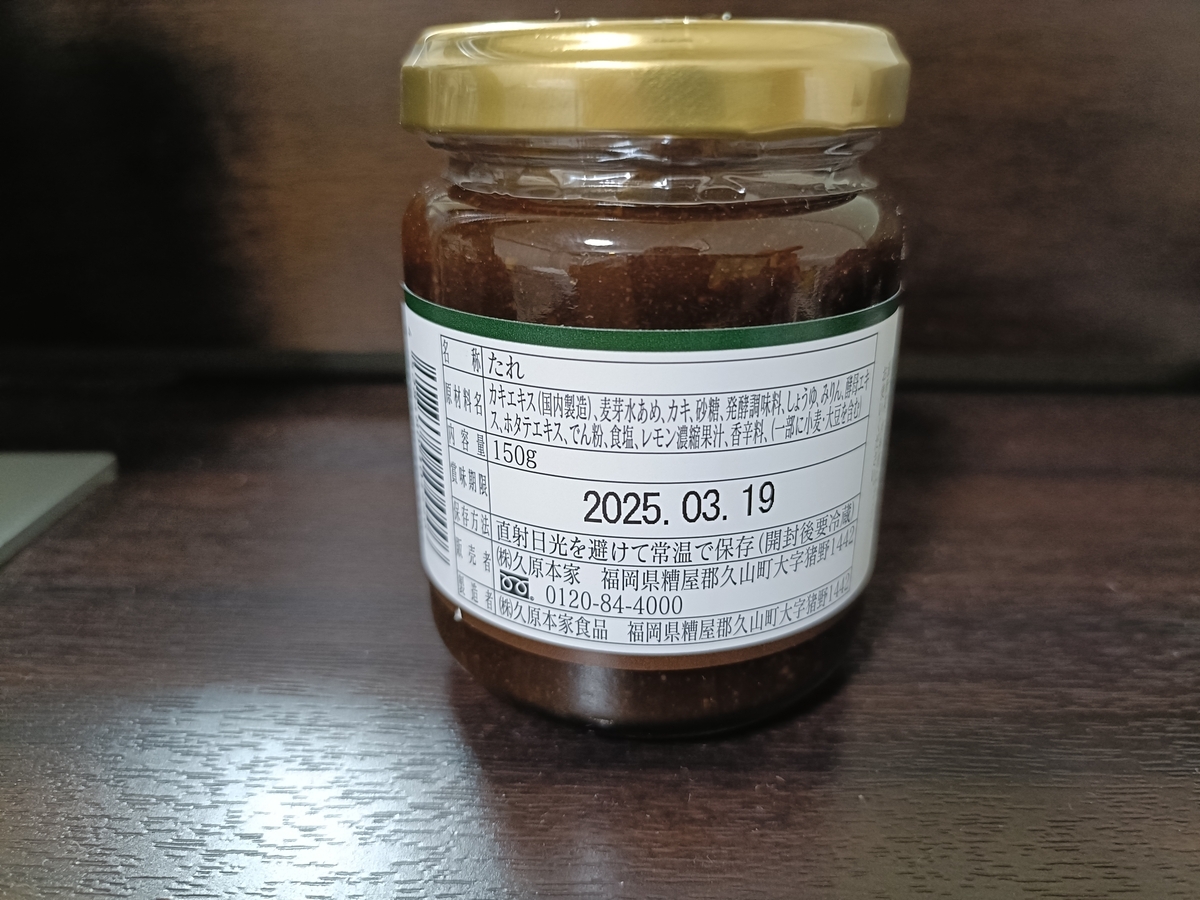 名称 たれ
原材料名 カキエキス(国内製造)、麦芽水あめ、カキ、砂糖、発酵調味料、しょうゆ、みりん、酵母エキ
ス、ホタテエキス、でん粉、食塩、レモン濃縮果汁、香辛料、(一部に小麦・大豆を含む)
内容量 150g
賞味期限 2025.03.19
保存方法 直射日光を避けて常温で保存(開封後要冷蔵)
販売者 ㈱久原本家 福岡県糟屋郡久山町大字猪野1442
0120-84-4000
製造者 ㈱久原本家食品 福岡県糟屋郡久山町大字猪野1442